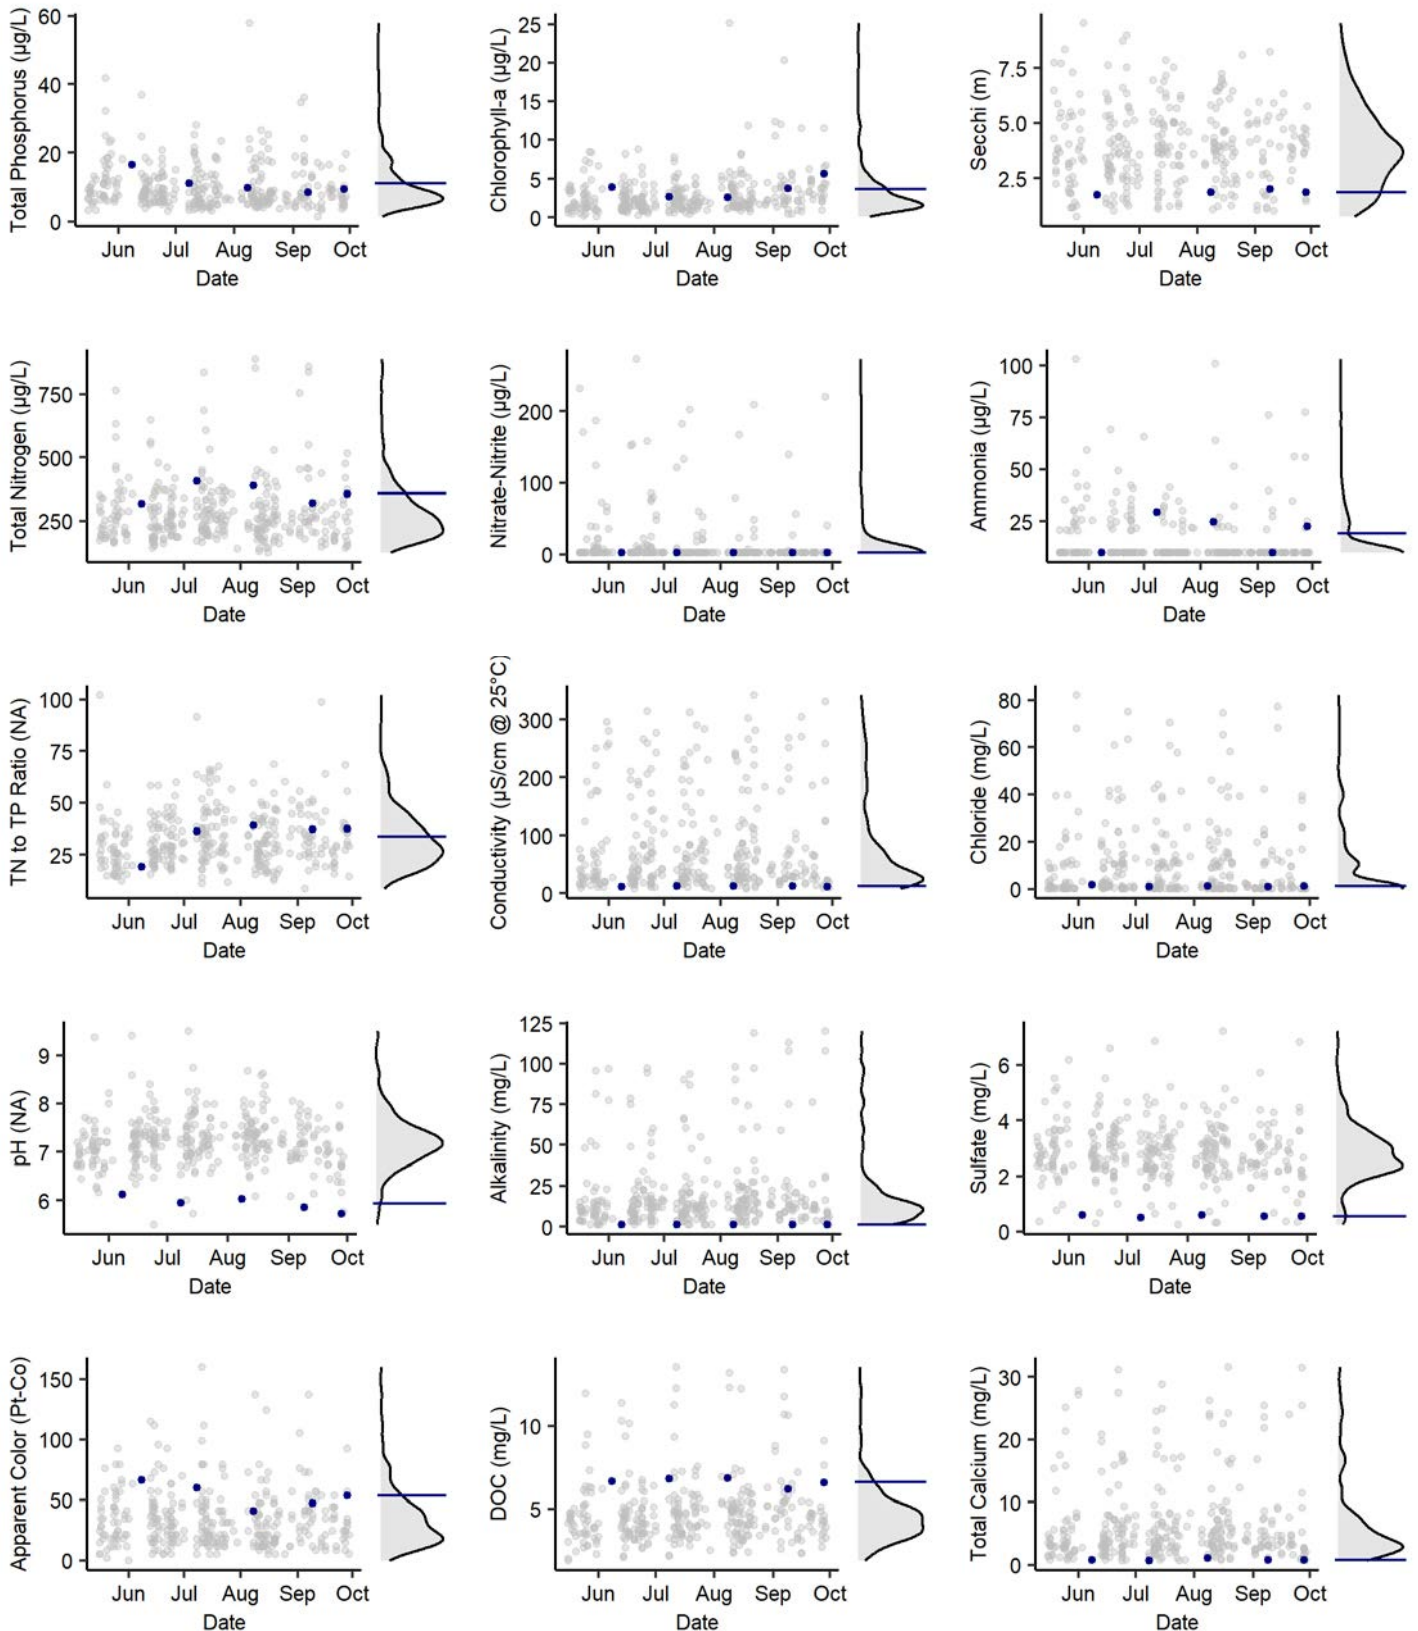 Total Phosphorus (µg/L)
60
40
20
0
Jun Jul Aug Sep Oct
Date
Chlorophyll-a (µg/L)
25
20
15
10
5
0
Jun Jul Aug Sep Oct
Date
Secchi (m)
7.5
5.0
2.5
Jun Jul Aug Sep Oct
Date
Total Nitrogen (µg/L)
750
500
250
Jun Jul Aug Sep Oct
Date
Nitrate-Nitrite (µg/L)
200
100
0
Jun Jul Aug Sep Oct
Date
Ammonia (µg/L)
100
75
50
25
Jun Jul Aug Sep Oct
Date
TN to TP Ratio (NA)
100
75
50
25
Jun Jul Aug Sep Oct
Date
Conductivity (µS/cm @ 25°C)
300
200
100
0
Jun Jul Aug Sep Oct
Date
Chloride (mg/L)
80
60
40
20
0
Jun Jul Aug Sep Oct
Date
pH (NA)
9
8
7
6
Jun Jul Aug Sep Oct
Date
Alkalinity (mg/L)
125
100
75
50
25
0
Jun Jul Aug Sep Oct
Date
Sulfate (mg/L)
6
4
2
0
Jun Jul Aug Sep Oct
Date
Apparent Color (Pt-Co)
150
100
50
0
Jun Jul Aug Sep Oct
Date
DOC (mg/L)
10
5
Jun Jul Aug Sep Oct
Date
Total Calcium (mg/L)
30
20
10
0
Jun Jul Aug Sep Oct
Date